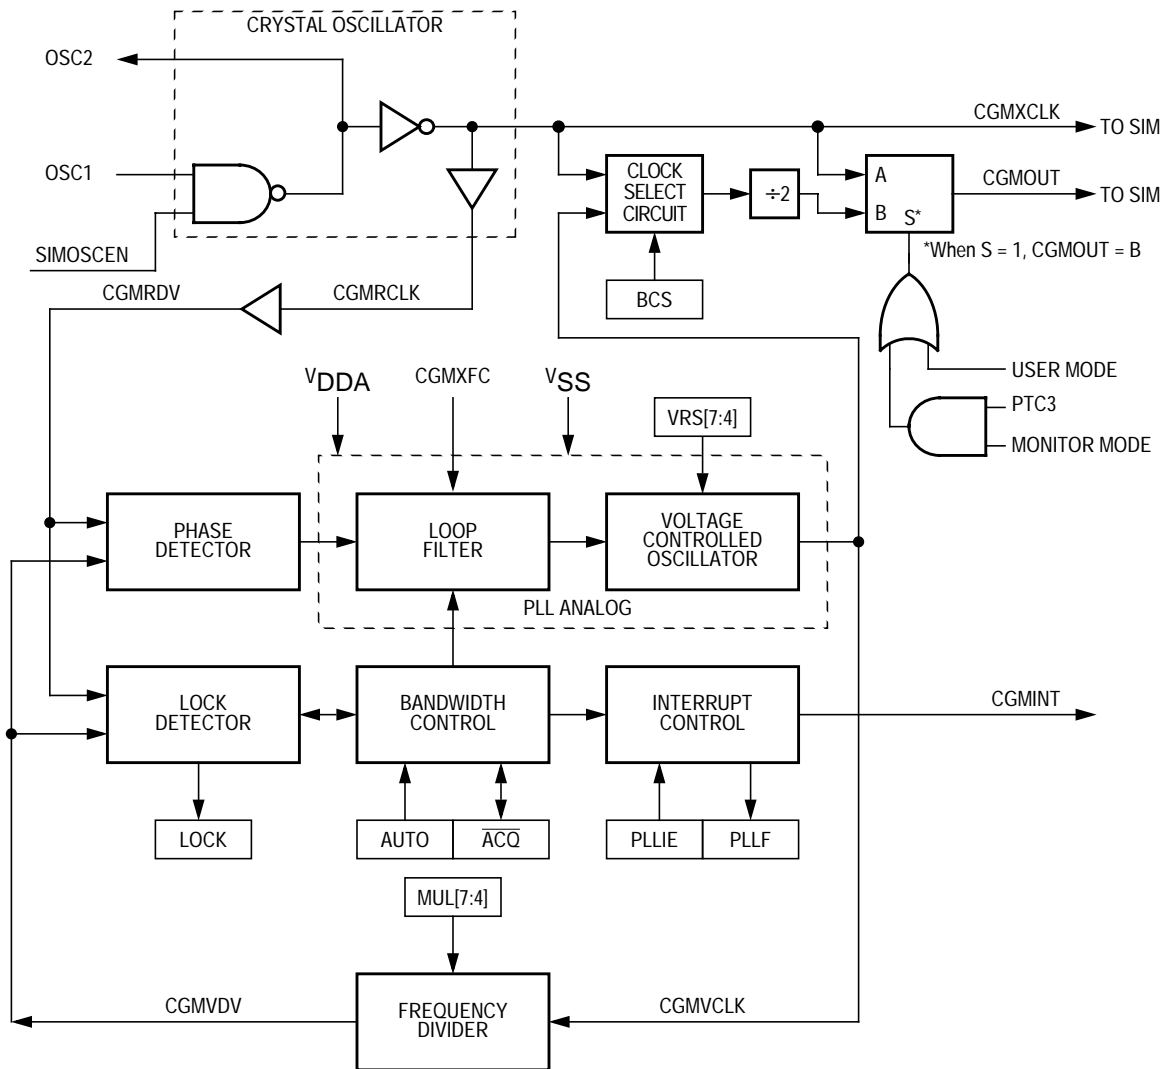 CRYSTAL OSCILLATOR
OSC2
CGMXCLK
TO SIM
OSC1
CLOCK
SELECT
CIRCUIT
÷2
A
B
S*
CGMOUT
TO SIM
SIMOSCEN
*When S = 1, CGMOUT = B
CGMRDV
CGMRCLK
BCS
USER MODE
PTC3
MONITOR MODE
VDDA
CGMXFC
VSS
VRS[7:4]
PHASE
DETECTOR
LOOP
FILTER
VOLTAGE
CONTROLLED
OSCILLATOR
PLL ANALOG
LOCK
DETECTOR
BANDWIDTH
CONTROL
INTERRUPT
CONTROL
CGMINT
LOCK
AUTO
A̅C̅Q̅
PLLIE
PLLF
MUL[7:4]
CGMVDV
FREQUENCY
DIVIDER
CGMVCLK